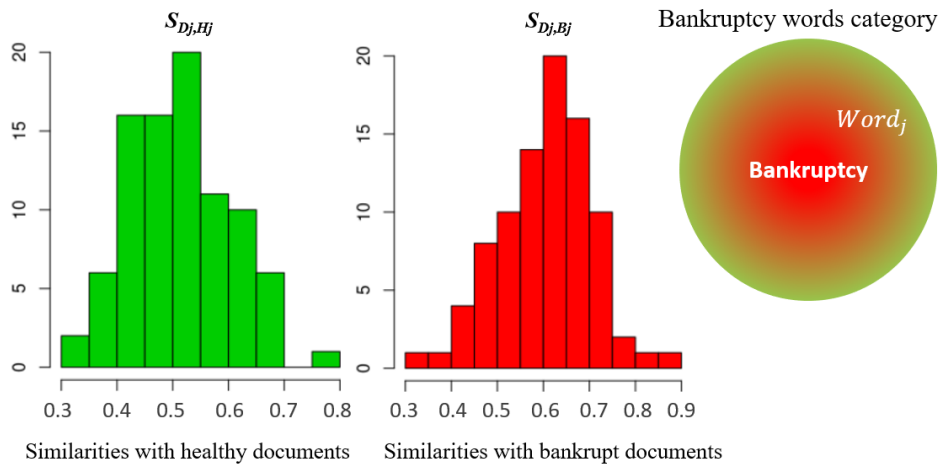 S_{Dj,Hj}
20
15
10
5
0
0.3 0.4 0.5 0.6 0.7 0.8
Similarities with healthy documents
S_{Dj,Bj}
20
15
10
5
0
0.3 0.4 0.5 0.6 0.7 0.8 0.9
Similarities with bankrupt documents
Bankruptcy words category
Word_j
Bankruptcy